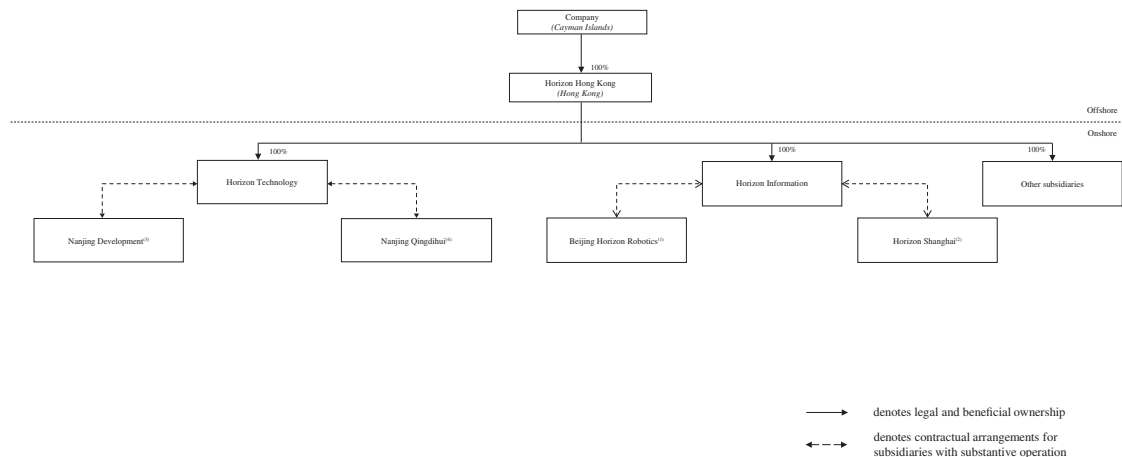 Company
(Cayman Islands)
100%
Horizon Hong Kong
(Hong Kong)
Offshore
Onshore
100%
100%
100%
Horizon Technology
Horizon Information
Other subsidiaries
Nanjing Development(3)
Nanjing Qingdihui(4)
Beijing Horizon Robotics(1)
Horizon Shanghai(2)
denotes legal and beneficial ownership
denotes contractual arrangements for
subsidiaries with substantive operation